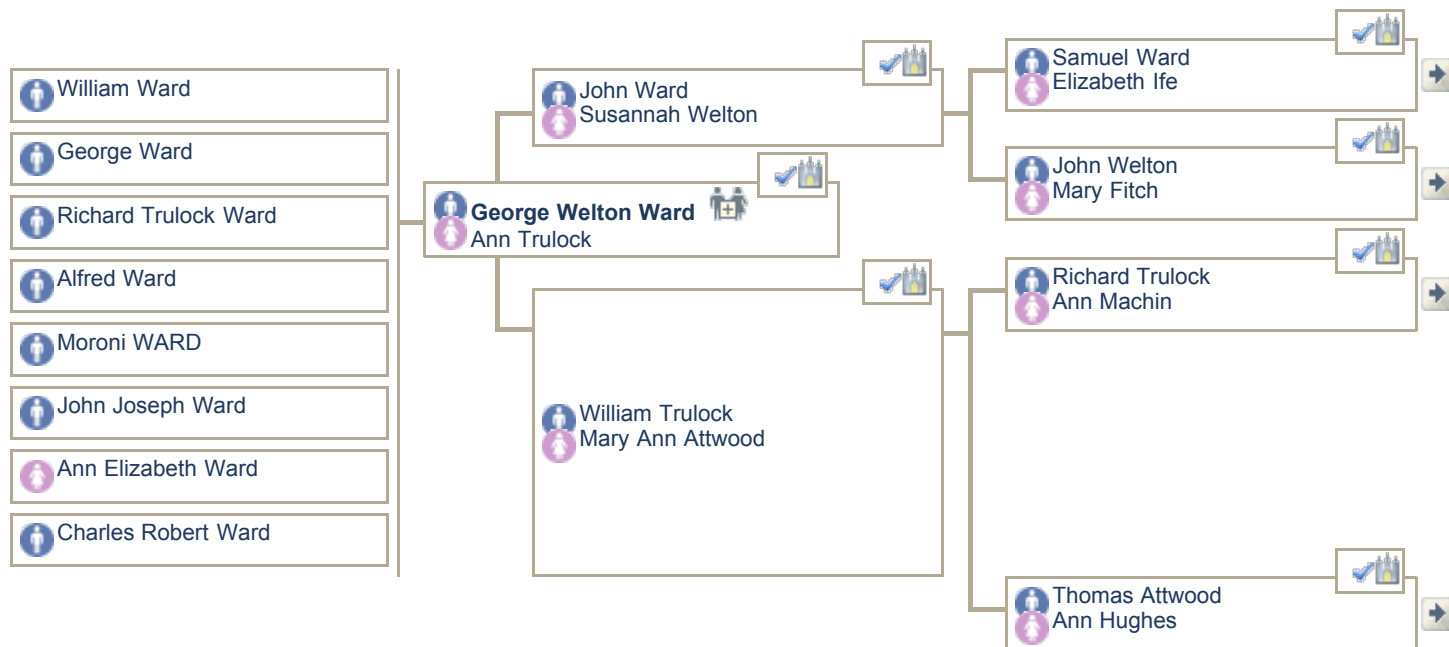 William Ward
George Ward
Richard Trulock Ward
Alfred Ward
Moroni WARD
John Joseph Ward
Ann Elizabeth Ward
Charles Robert Ward
George Welton Ward
Ann Trulock
John Ward
Susannah Welton
William Trulock
Mary Ann Attwood
Samuel Ward
Elizabeth Ife
John Welton
Mary Fitch
Richard Trulock
Ann Machin
Thomas Attwood
Ann Hughes